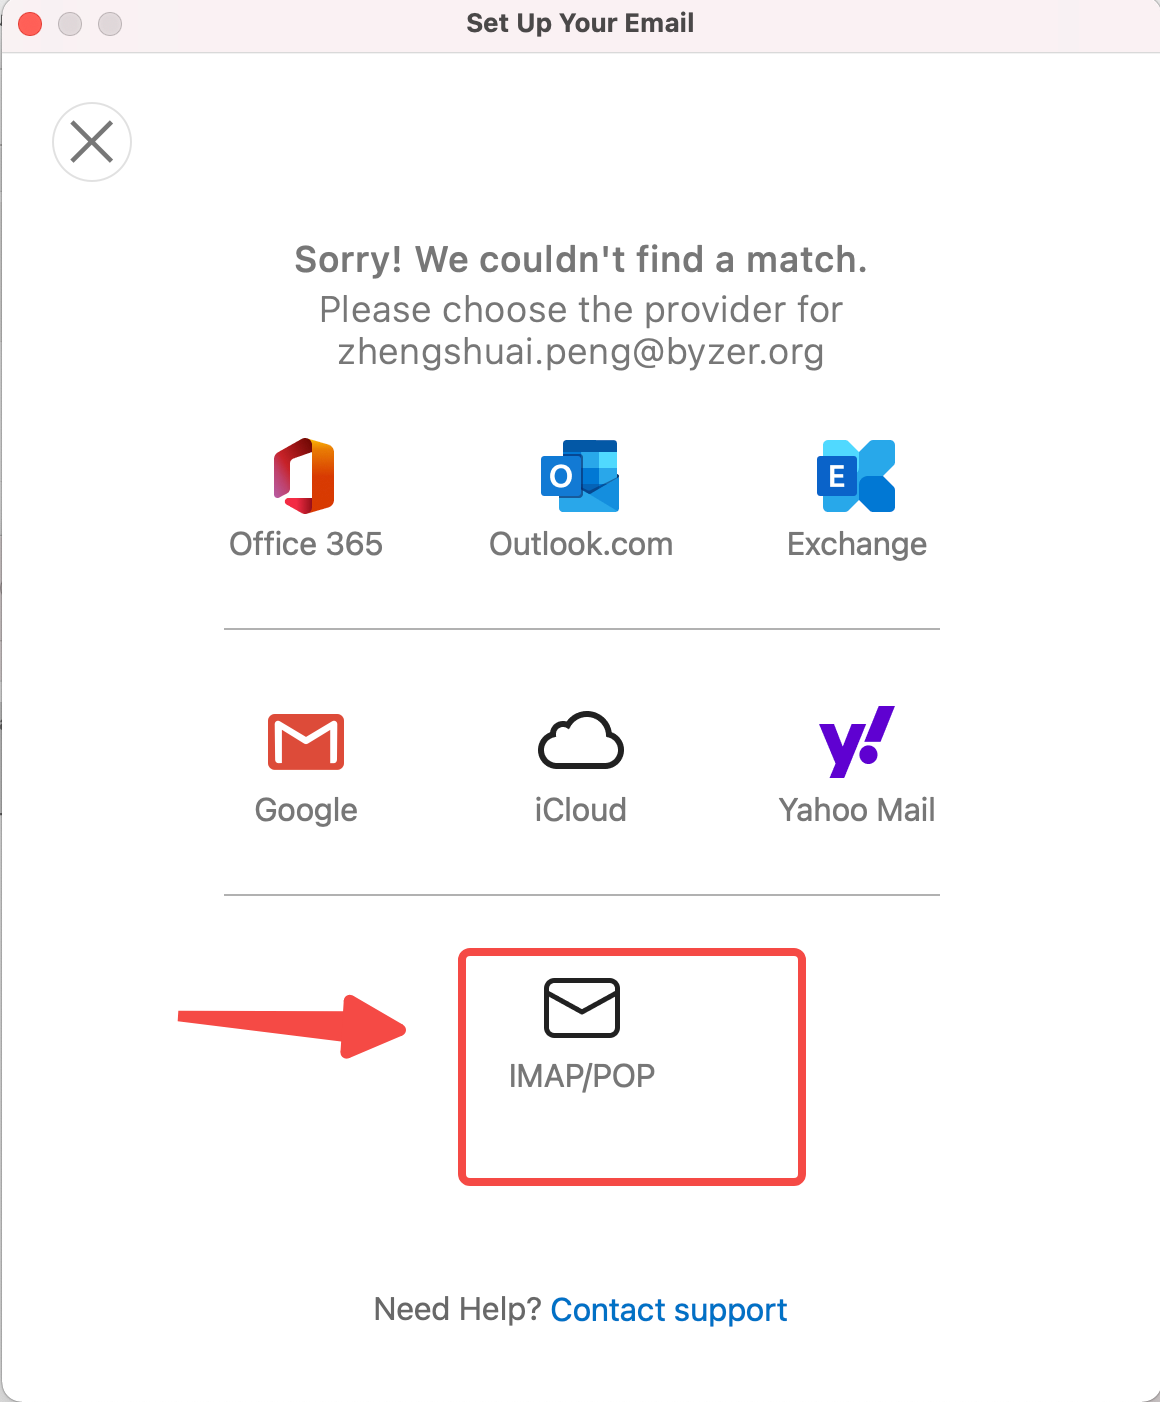 Set Up Your Email
Sorry! We couldn't find a match.
Please choose the provider for
zhengshuai.peng@byzer.org
O
E
Office 365
Outlook.com
Exchange
Google
iCloud
Yahoo Mail
IMAP/POP
Need Help? Contact support